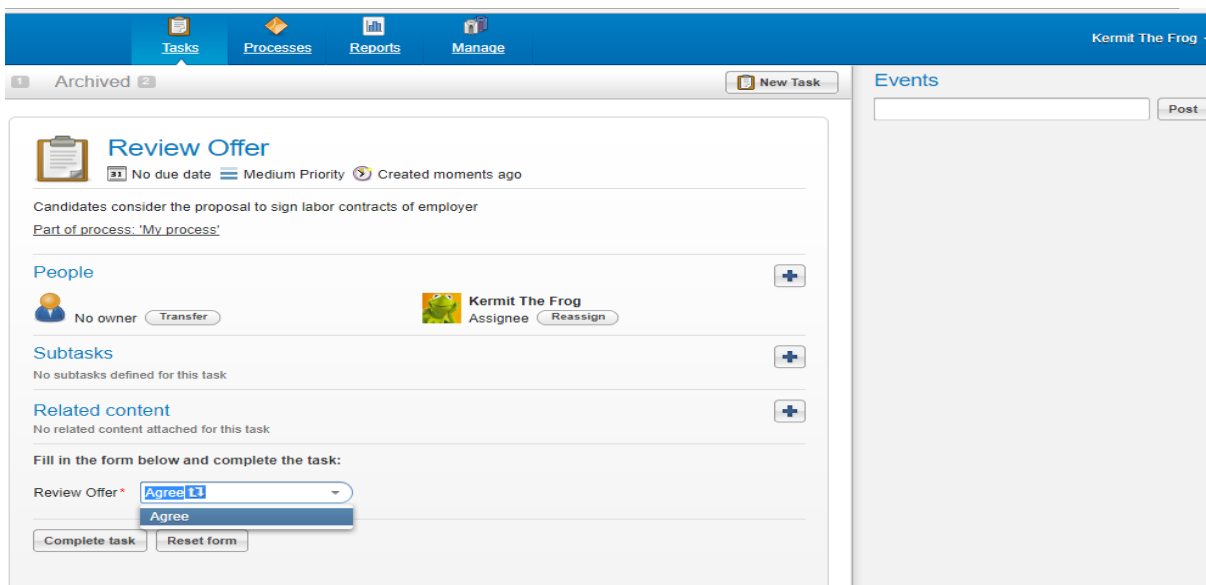 Tasks Processes Reports Manage
Kermit The Frog
1 Archived 2
New Task
Events
Post
Review Offer
31 No due date Medium Priority Created moments ago
Candidates consider the proposal to sign labor contracts of employer
Part of process: 'My process'
People
No owner Transfer
Kermit The Frog
Assignee Reassign
Subtasks
No subtasks defined for this task
Related content
No related content attached for this task
Fill in the form below and complete the task:
Review Offer* Agree
Agree
Complete task Reset form